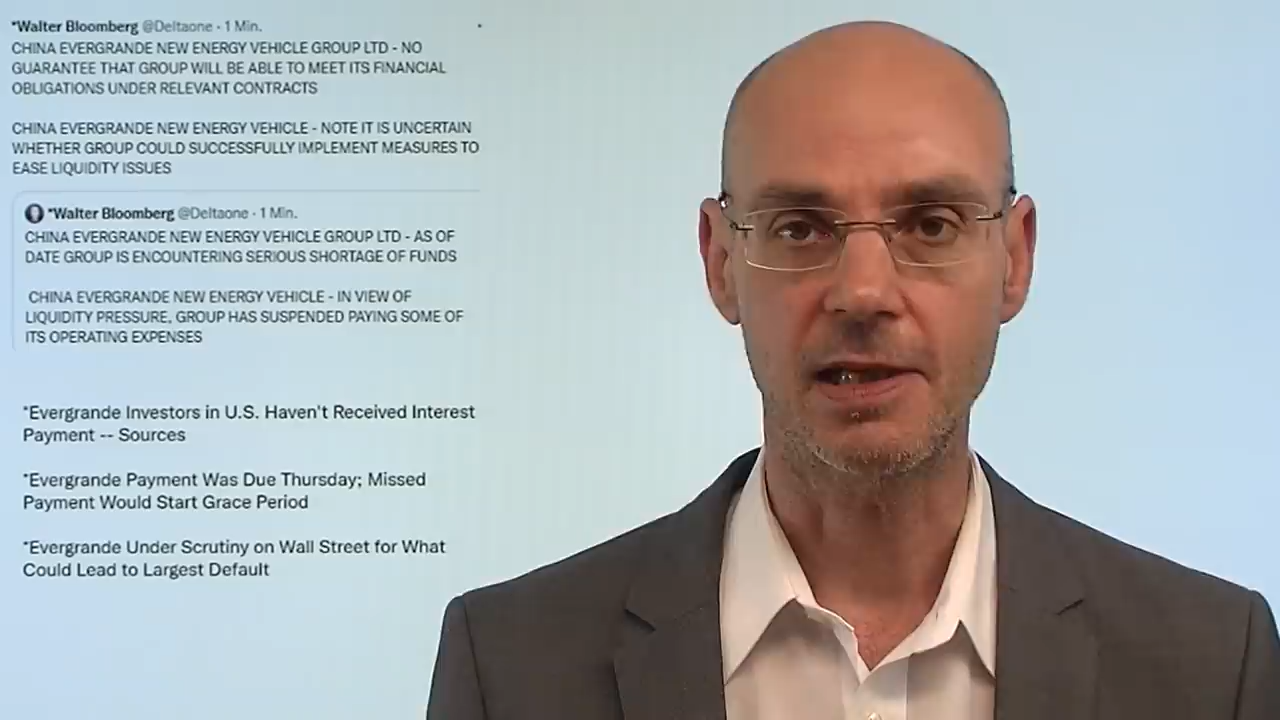 *Walter Bloomberg @Deltaone · 1 Min.
CHINA EVERGRANDE NEW ENERGY VEHICLE GROUP LTD - NO
GUARANTEE THAT GROUP WILL BE ABLE TO MEET ITS FINANCIAL
OBLIGATIONS UNDER RELEVANT CONTRACTS
CHINA EVERGRANDE NEW ENERGY VEHICLE - NOTE IT IS UNCERTAIN
WHETHER GROUP COULD SUCCESSFULLY IMPLEMENT MEASURES TO
EASE LIQUIDITY ISSUES
*Walter Bloomberg @Deltaone · 1 Min.
CHINA EVERGRANDE NEW ENERGY VEHICLE GROUP LTD - AS OF
DATE GROUP IS ENCOUNTERING SERIOUS SHORTAGE OF FUNDS
CHINA EVERGRANDE NEW ENERGY VEHICLE - IN VIEW OF
LIQUIDITY PRESSURE, GROUP HAS SUSPENDED PAYING SOME OF
ITS OPERATING EXPENSES
*Evergrande Investors in U.S. Haven't Received Interest
Payment -- Sources
*Evergrande Payment Was Due Thursday; Missed
Payment Would Start Grace Period
*Evergrande Under Scrutiny on Wall Street for What
Could Lead to Largest Default